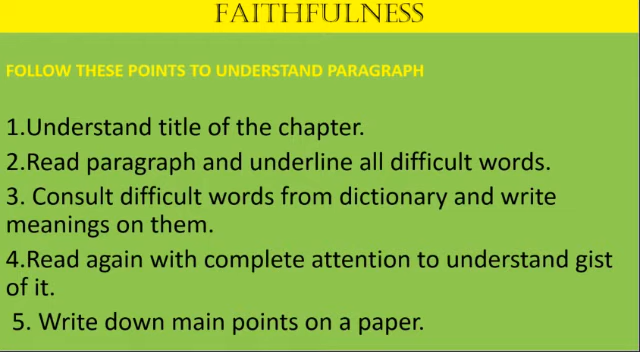 FAITHFULNESS
FOLLOW THESE POINTS TO UNDERSTAND PARAGRAPH
1.Understand title of the chapter.
2.Read paragraph and underline all difficult words.
3. Consult difficult words from dictionary and write
meanings on them.
4.Read again with complete attention to understand gist
of it.
5. Write down main points on a paper.